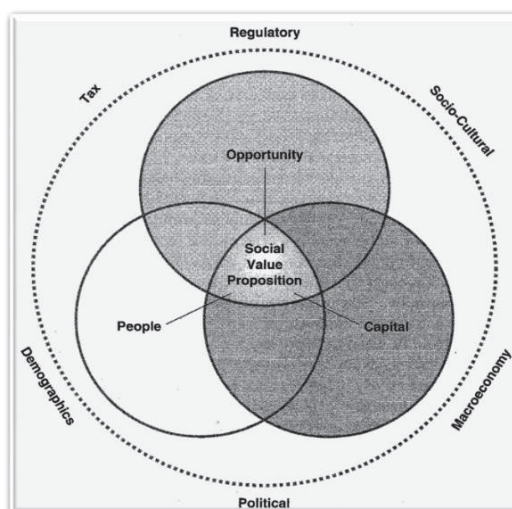 Regulatory
Tax
Socio-Cultural
Opportunity
Social
Value
Proposition
People
Capital
Demographics
Macroeconomy
Political